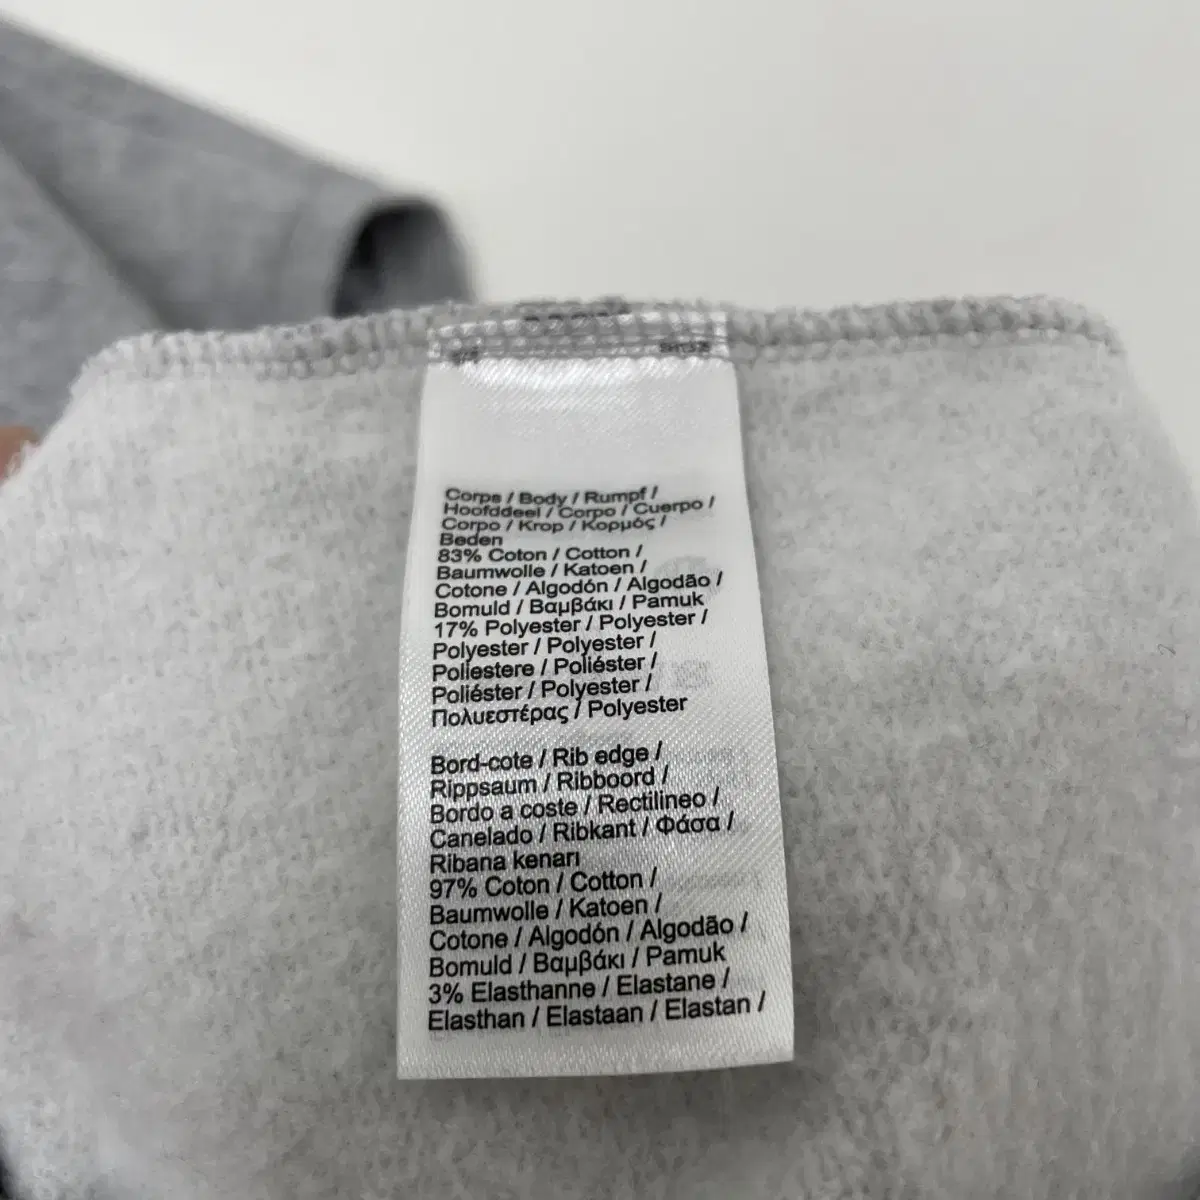 Corps / Body / Rumpf /
Hoofddeel / Corpo / Cuerpo /
Corpo / Krop / Κορμός /
Beden
83% Coton / Cotton /
Baumwolle / Katoen /
Cotone / Algodón / Algodão /
Bomuld / Βαμβάκι / Pamuk
17% Polyester / Polyester /
Polyester / Polyester /
Poliestere / Poliéster /
Poliéster / Polyester /
Πολυεστέρας / Polyester
Bord-cote / Rib edge /
Rippsaum / Ribboord /
Bordo a coste / Rectilineo /
Canelado / Ribkant / Φάσα /
Ribana kenarı
97% Coton / Cotton /
Baumwolle / Katoen /
Cotone / Algodón / Algodão /
Bomuld / Βαμβάκι / Pamuk
3% Elasthanne / Elastane /
Elasthan / Elastaan / Elastan /